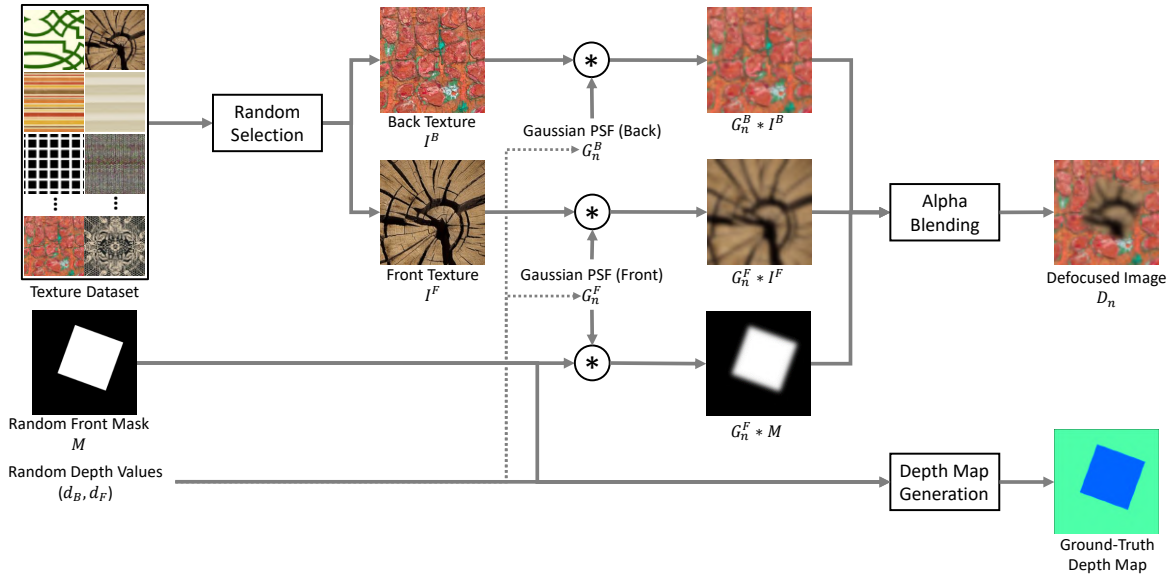 Random
Selection
Back Texture
I^B
Gaussian PSF (Back)
G_n^B
G_n^B * I^B
*
Front Texture
I^F
*
Gaussian PSF (Front)
G_n^F
G_n^F * I^F
Alpha
Blending
Defocused Image
D_n
Texture Dataset
*
Random Front Mask
M
G_n^F * M
Random Depth Values
(d_B, d_F)
Depth Map
Generation
Ground-Truth
Depth Map